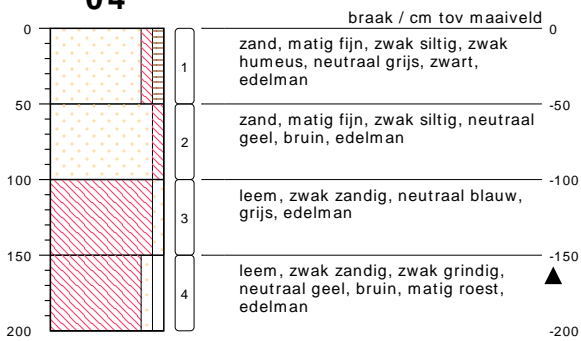 04
braak / cm tov maaiveld
0
0
zand, matig fijn, zwak siltig, zwak
humeus, neutraal grijs, zwart,
edelman
1
50
-50
zand, matig fijn, zwak siltig, neutraal
geel, bruin, edelman
2
100
-100
leem, zwak zandig, neutraal blauw,
grijs, edelman
3
150
-150
leem, zwak zandig, zwak grindig,
neutraal geel, bruin, matig roest,
edelman
4
200
-200